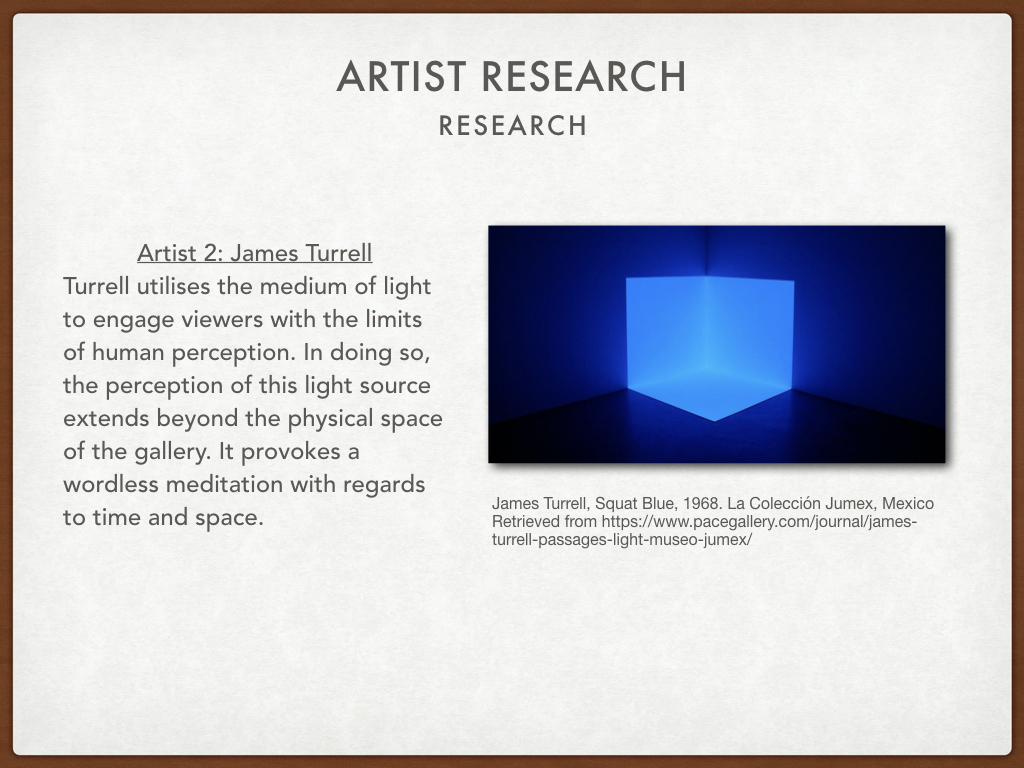 ARTIST RESEARCH
RESEARCH
Artist 2: James Turrell
Turrell utilises the medium of light
to engage viewers with the limits
of human perception. In doing so,
the perception of this light source
extends beyond the physical space
of the gallery. It provokes a
wordless meditation with regards
to time and space.
James Turrell, Squat Blue, 1968. La Colección Jumex, Mexico
Retrieved from https://www.pacegallery.com/journal/james-
turrell-passages-light-museo-jumex/